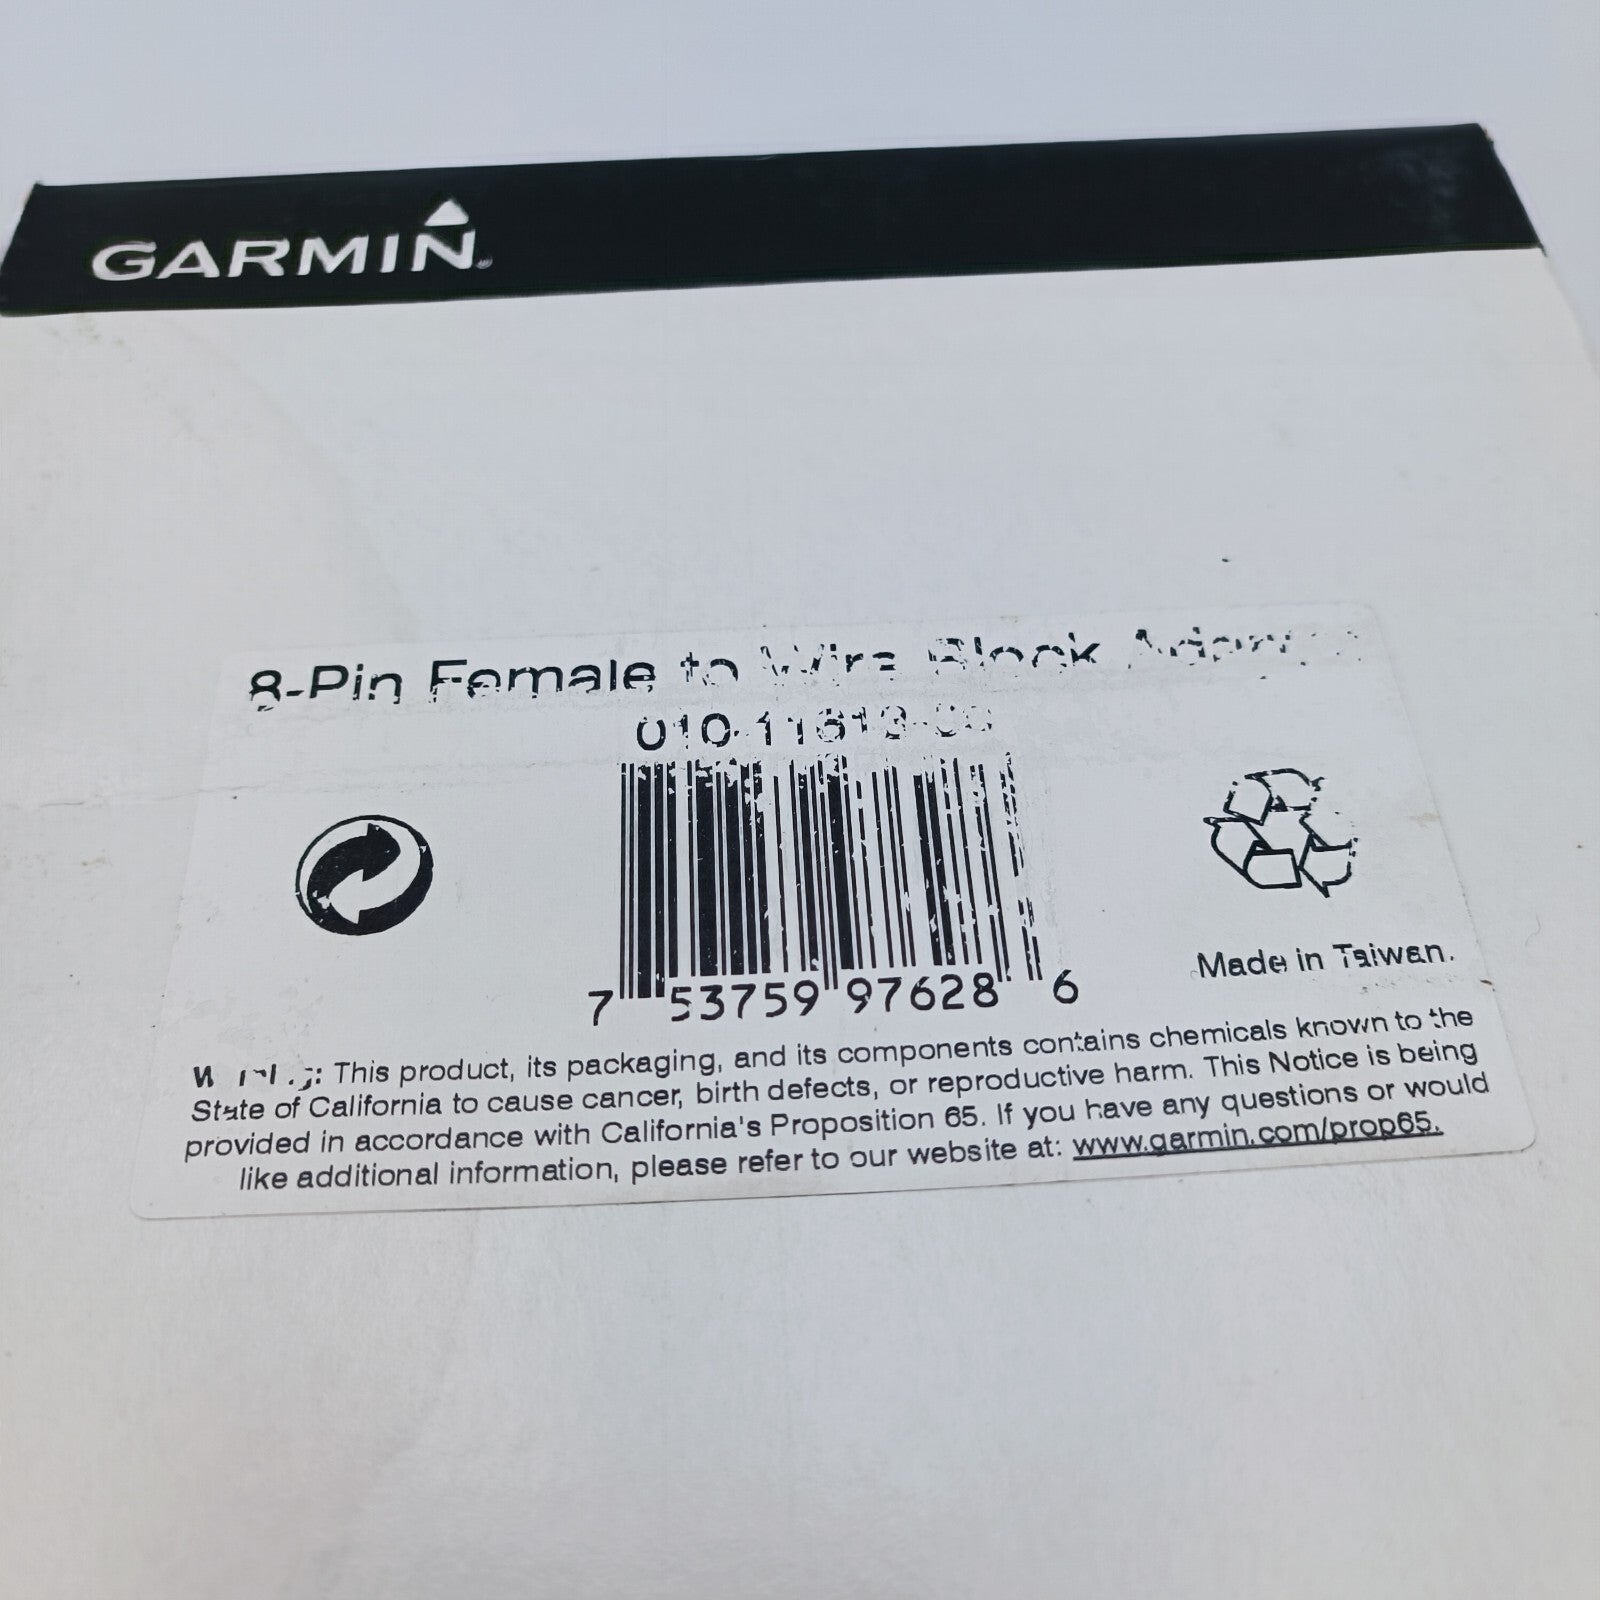 GARMIN
8-Pin Female to Wire Block
7 53759 97628 6
Made in Taiwan.
This product, its packaging, and its components contains chemicals known to the
State of California to cause cancer, birth defects, or reproductive harm. This Notice is being
provided in accordance with California's Proposition 65. If you have any questions or would
like additional information, please refer to our website at: www.garmin.com/prop65.